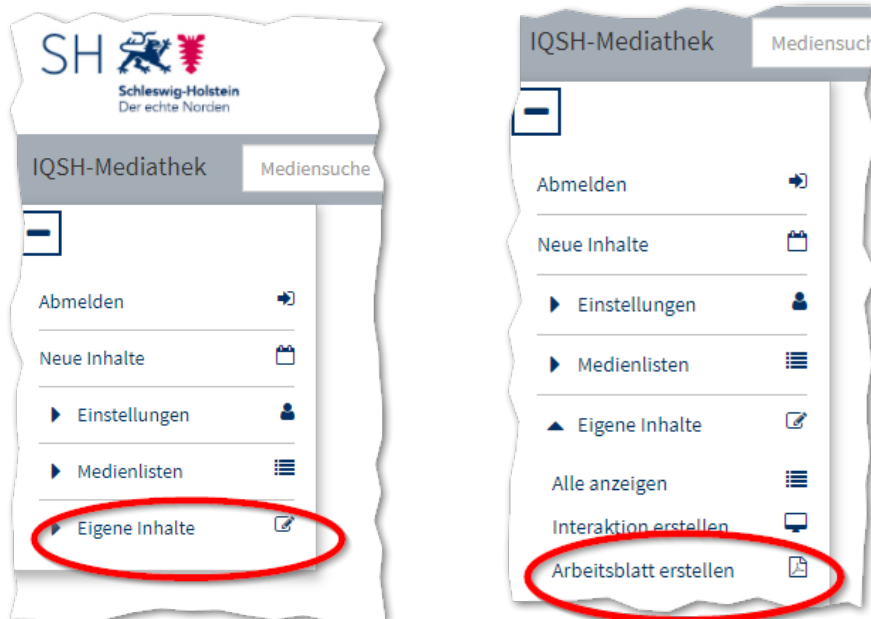 SH
Schleswig-Holstein
Der echte Norden
IQSH-Mediathek
Mediensuche
Abmelden
Neue Inhalte
Einstellungen
Medienlisten
Eigene Inhalte
IQSH-Mediathek
Mediensuch
Abmelden
Neue Inhalte
Einstellungen
Medienlisten
Eigene Inhalte
Alle anzeigen
Interaktion erstellen
Arbeitsblatt erstellen